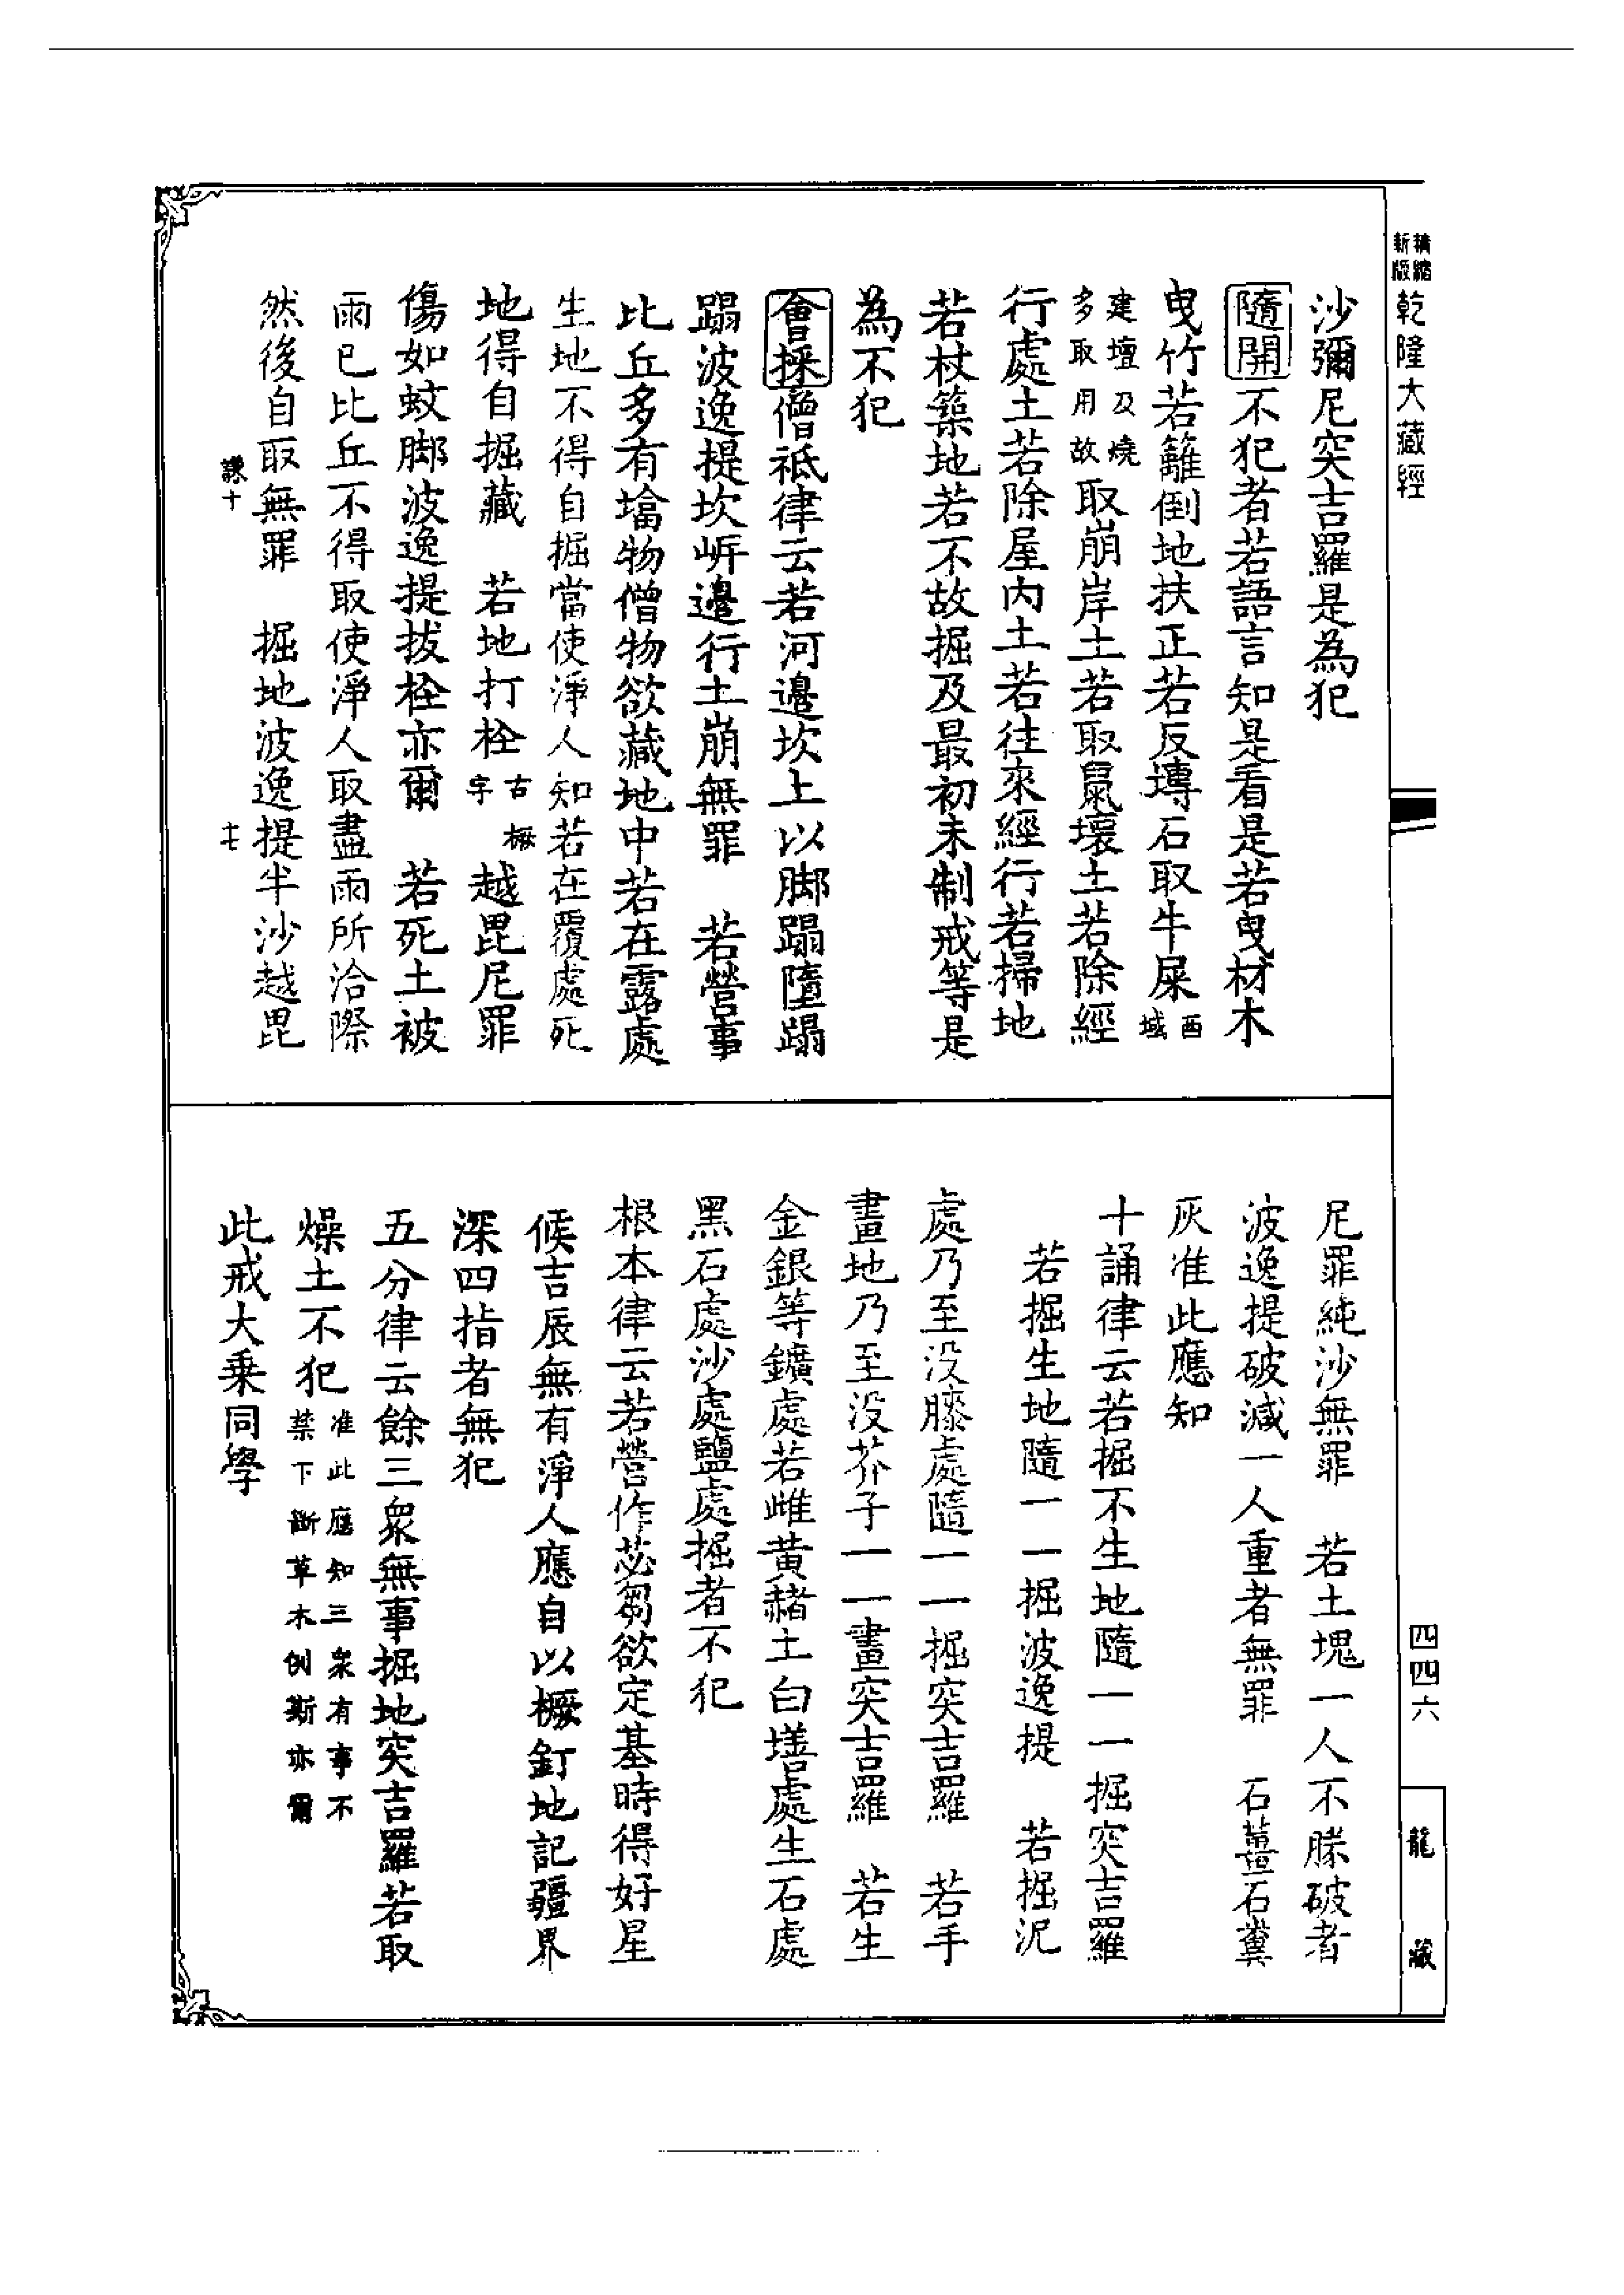 精縮新版乾隆大藏經
沙彌尼突吉羅是為犯
隨開不犯者若語言知是看是若曳材木
曳竹若籬倒地扶正若反塼石取牛屎西域
建壇及燒多取用故取崩岸土若取鼠壞土若除經
行處土若除屋內土若往來經行若掃地
若杖築地若不故掘及最初未制戒等是
為不犯
會採僧祇律云若河邊坎上以脚蹋墮蹋
蹋波逸提坎岍邊行土崩無罪　若營事
比丘多有壋物僧物欲藏地中若在露處
生地不得自掘當使淨人知若在覆處死
地得自掘藏　若地打栓古橛字越毘尼罪
傷如蚊脚波逸提拔栓亦爾　若死土被
雨已比丘不得取使淨人取盡雨所洽際
然後自取無罪　掘地波逸提半沙越毘
謙十　十七
尼罪純沙無罪　若土塊一人不勝破者
波逸提破減一人重者無罪　石薑石糞
灰准此應知
十誦律云若掘不生地隨一一掘突吉羅
若掘生地隨一一掘波逸提　若掘泥
處乃至没膝處隨一一掘突吉羅　若手
畫地乃至没芥子一一畫突吉羅　若生
金銀等鑛處若雌黄赭土白墡處生石處
黑石處沙處鹽處掘者不犯
根本律云若營作苾芻欲定基時得好星
候吉辰無有淨人應自以橛釘地記疆界
深四指者無犯
五分律云餘三衆無事掘地突吉羅若取
燥土不犯准此應知三衆有事不禁下斷草木例斯亦爾
此戒大乗同學
四四六
龍藏